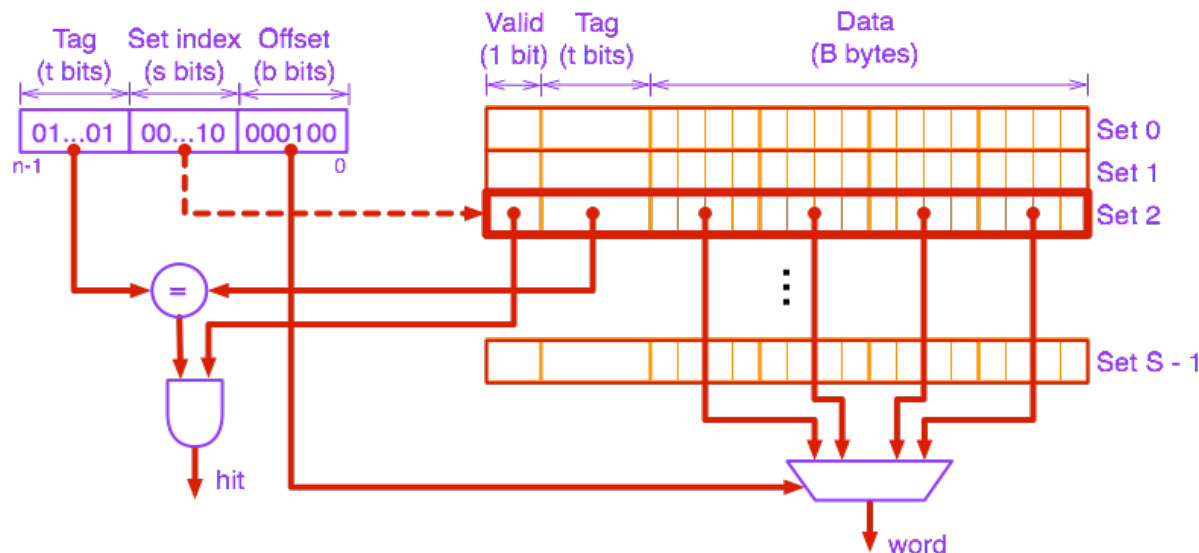 Tag Set index Offset
(t bits) (s bits) (b bits)
01...01 00...10 000100
n-1 0
Valid Tag Data
(1 bit) (t bits) (B bytes)
Set 0
Set 1
Set 2
=
⋮
Set S - 1
hit
word